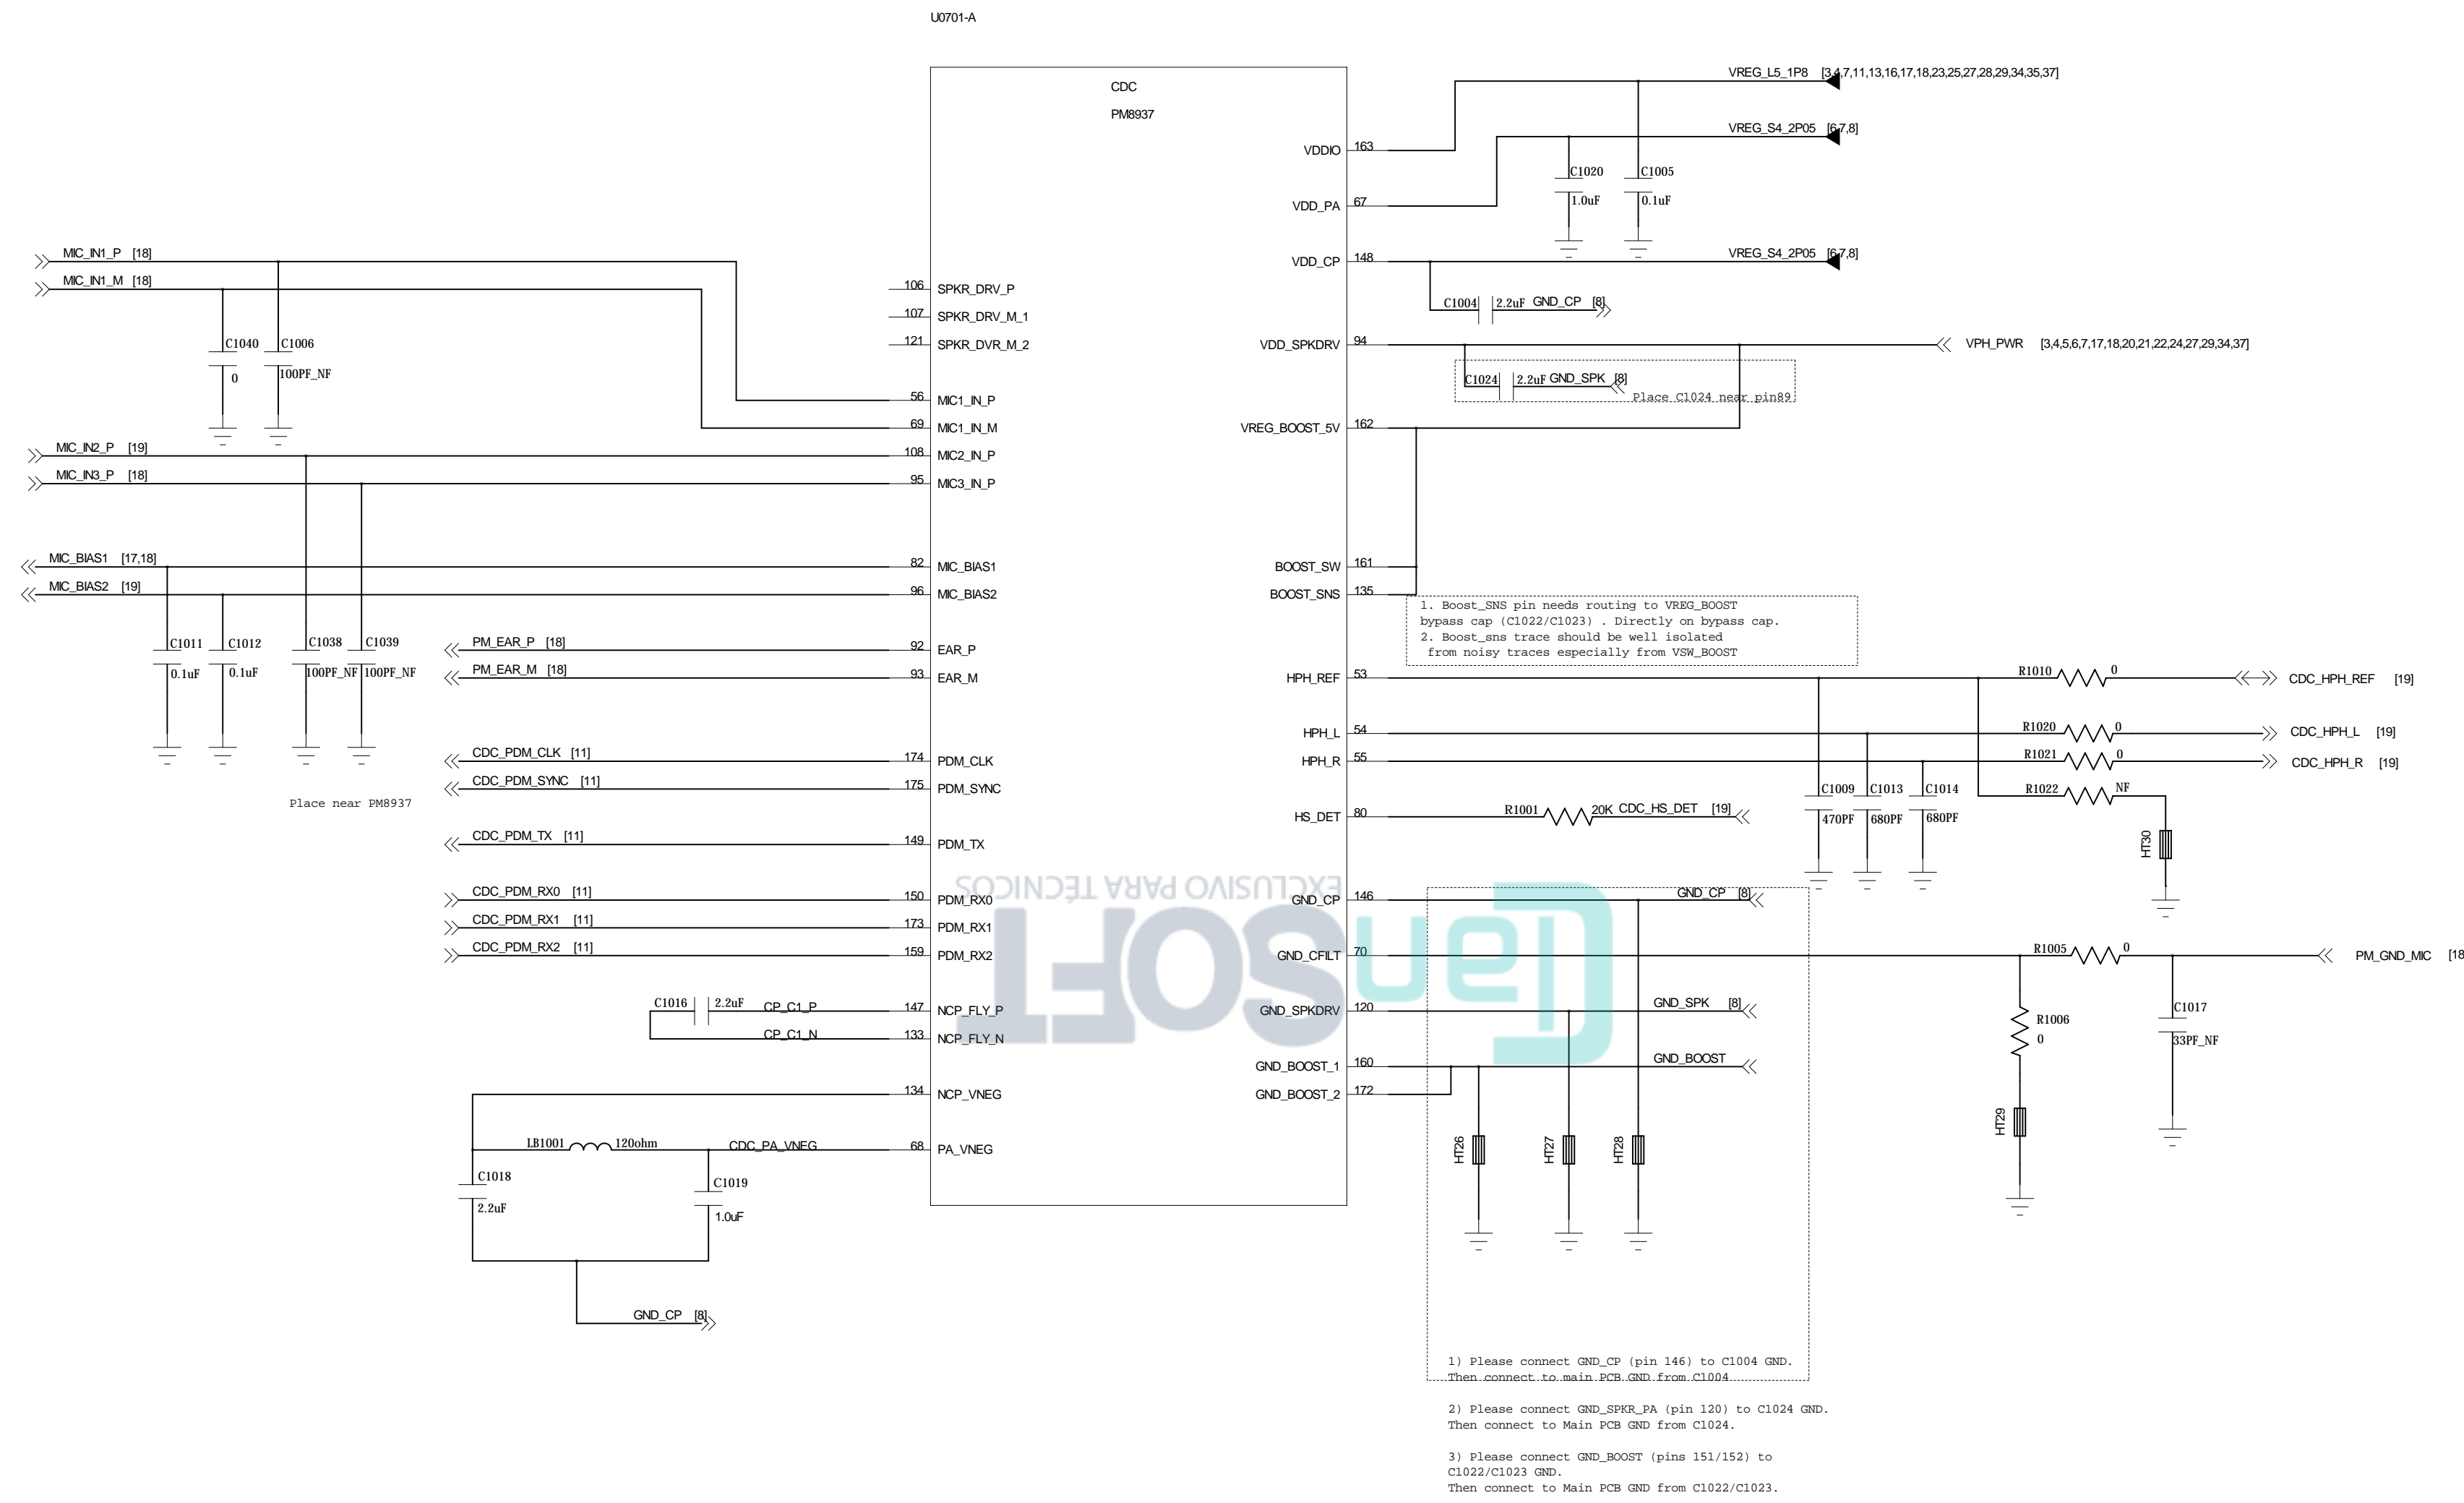 U0701-A
CDC
PM8937
VREG_L5_1P8 [3,4,7,11,13,16,17,18,23,25,27,28,29,34,35,37]
VREG_S4_2P05 [6,7,8]
VDDIO 163
C1020 1.0uF
C1005 0.1uF
VDD_PA 67
MIC_IN1_P [18]
MIC_IN1_M [18]
VDD_CP 148
VREG_S4_2P05 [6,7,8]
106 SPKR_DRV_P
107 SPKR_DRV_M_1
121 SPKR_DVR_M_2
C1004 2.2uF GND_CP [8]
C1040 0
C1006 100PF_NF
VDD_SPKDRV 94
VPH_PWR [3,4,5,6,7,17,18,20,21,22,24,27,29,34,37]
C1024 2.2uF GND_SPK [8]
Place C1024 near pin89
56 MIC1_IN_P
69 MIC1_IN_M
VREG_BOOST_5V 162
MIC_IN2_P [19]
108 MIC2_IN_P
MIC_IN3_P [18]
95 MIC3_IN_P
MIC_BIAS1 [17,18]
82 MIC_BIAS1
BOOST_SW 161
MIC_BIAS2 [19]
96 MIC_BIAS2
BOOST_SNS 135
1. Boost_SNS pin needs routing to VREG_BOOST
bypass cap (C1022/C1023) . Directly on bypass cap.
2. Boost_sns trace should be well isolated
from noisy traces especially from VSW_BOOST
C1011 0.1uF
C1012 0.1uF
C1038 100PF_NF
C1039 100PF_NF
PM_EAR_P [18]
92 EAR_P
PM_EAR_M [18]
93 EAR_M
HPH_REF 53
R1010 0
CDC_HPH_REF [19]
HPH_L 54
R1020 0
CDC_HPH_L [19]
HPH_R 55
R1021 0
CDC_HPH_R [19]
R1022 NF
CDC_PDM_CLK [11]
174 PDM_CLK
CDC_PDM_SYNC [11]
175 PDM_SYNC
Place near PM8937
C1009 470PF
C1013 680PF
C1014 680PF
HS_DET 80
R1001 20K CDC_HS_DET [19]
HT30
CDC_PDM_TX [11]
149 PDM_TX
EXCLUSIVO PARA TÉCNICOS
CDC_PDM_RX0 [11]
150 PDM_RX0
GND_CP 146
GND_CP [8]
CDC_PDM_RX1 [11]
173 PDM_RX1
CDC_PDM_RX2 [11]
159 PDM_RX2
GND_CFILT 70
R1005 0
PM_GND_MIC [18
SOFT
C1016 2.2uF CP_C1_P
147 NCP_FLY_P
CP_C1_N
133 NCP_FLY_N
GND_SPKDRV 120
GND_SPK [8]
R1006 0
C1017 33PF_NF
GND_BOOST_1 160
GND_BOOST
134 NCP_VNEG
GND_BOOST_2 172
HT29
LB1001 120ohm CDC_PA_VNEG
68 PA_VNEG
HT26
HT27
HT28
C1018 2.2uF
C1019 1.0uF
GND_CP [8]
1) Please connect GND_CP (pin 146) to C1004 GND.
Then connect to main PCB GND from C1004
2) Please connect GND_SPKR_PA (pin 120) to C1024 GND.
Then connect to Main PCB GND from C1024.
3) Please connect GND_BOOST (pins 151/152) to
C1022/C1023 GND.
Then connect to Main PCB GND from C1022/C1023.